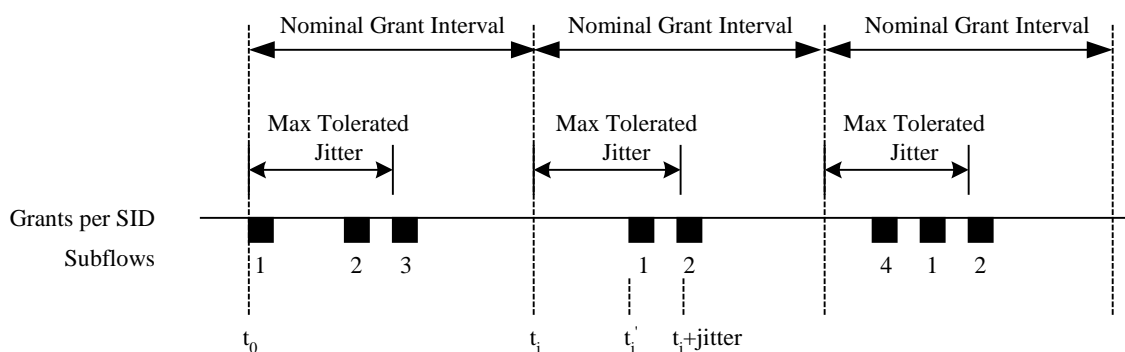 Nominal Grant Interval
Nominal Grant Interval
Nominal Grant Interval
Max Tolerated
Jitter
Max Tolerated
Jitter
Max Tolerated
Jitter
Grants per SID
Subflows
1
2
3
1
2
4
1
2
t0
ti
ti'
ti+jitter